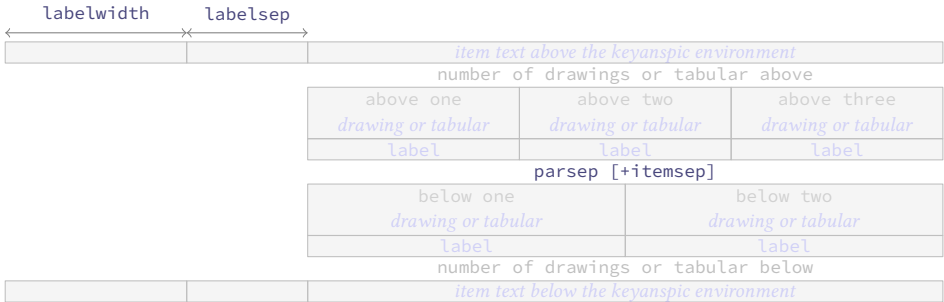 labelwidth labelsep
item text above the keyanspic environment
number of drawings or tabular above
above one above two above three
drawing or tabular drawing or tabular drawing or tabular
label label label
parsep [+itemsep]
below one below two
drawing or tabular drawing or tabular
label label
number of drawings or tabular below
item text below the keyanspic environment